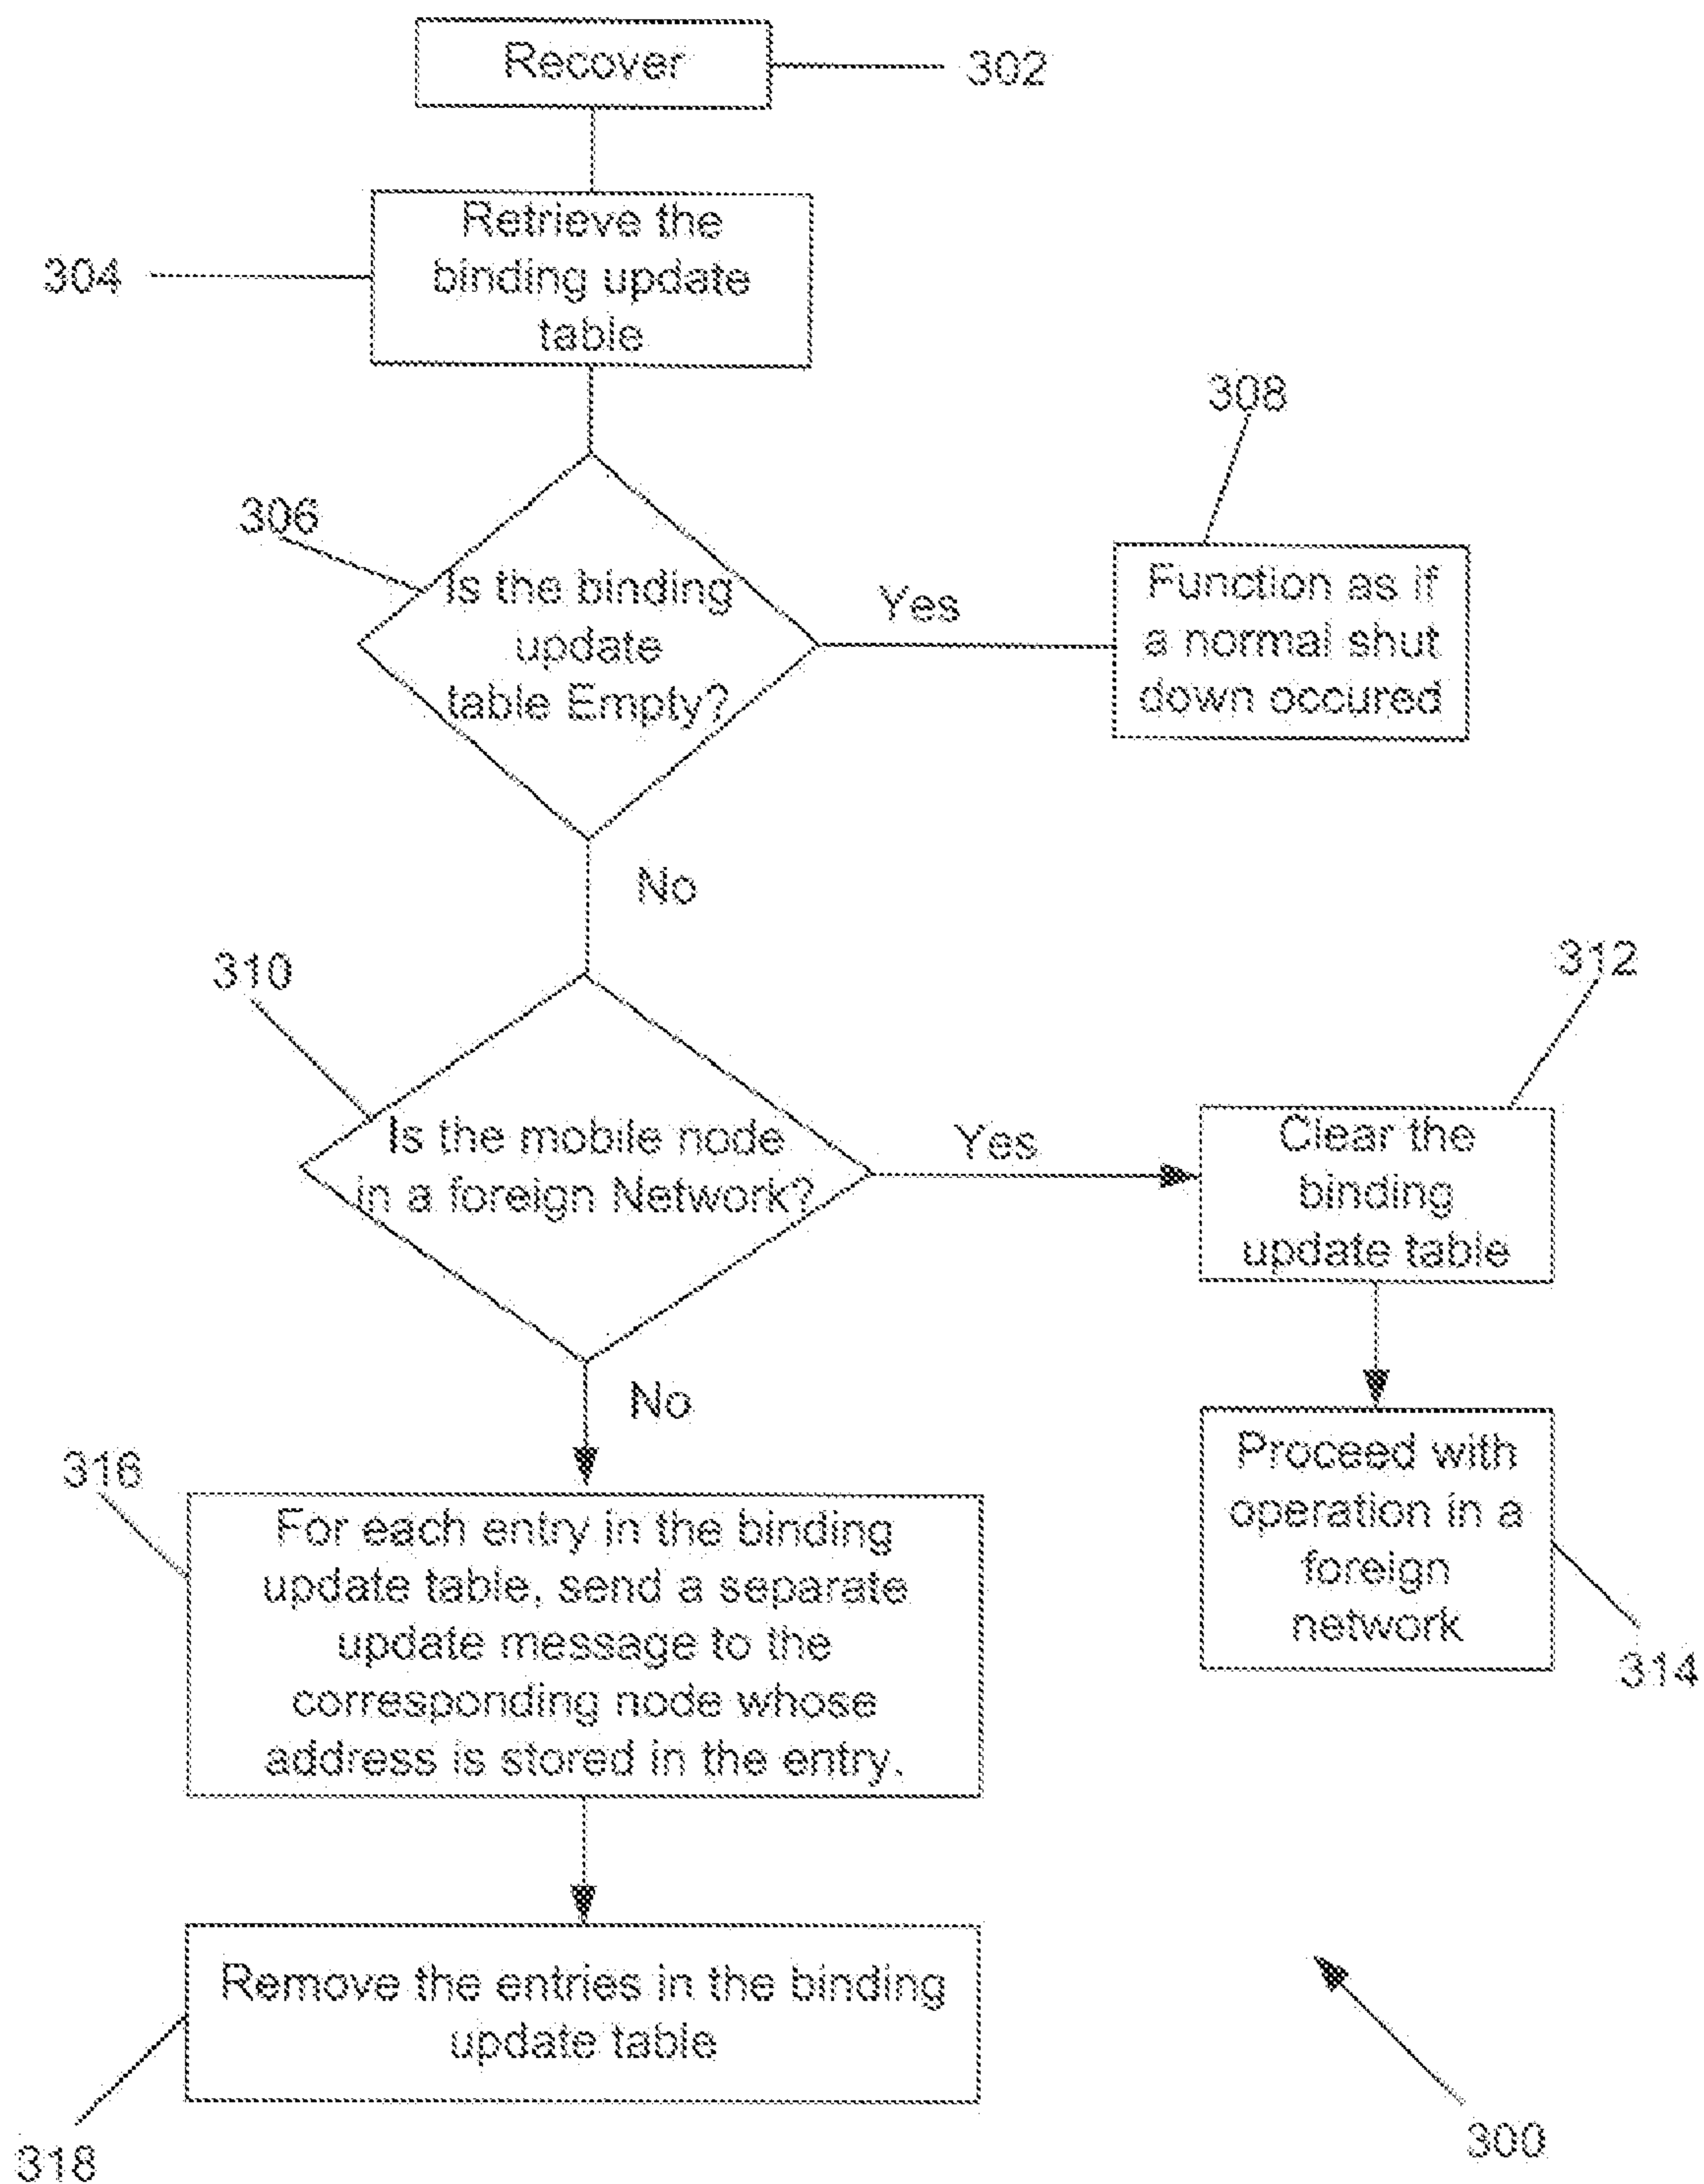 Recover
302
Retrieve the
binding update
table
304
308
306
Is the binding
update
table Empty?
Yes
Function as if
a normal shut
down occured
No
310
312
Is the mobile node
in a foreign Network?
Yes
Clear the
binding
update table
No
316
For each entry in the binding
update table, send a separate
update message to the
corresponding node whose
address is stored in the entry.
Proceed with
operation in a
foreign
network
314
Remove the entries in the binding
update table
318
300